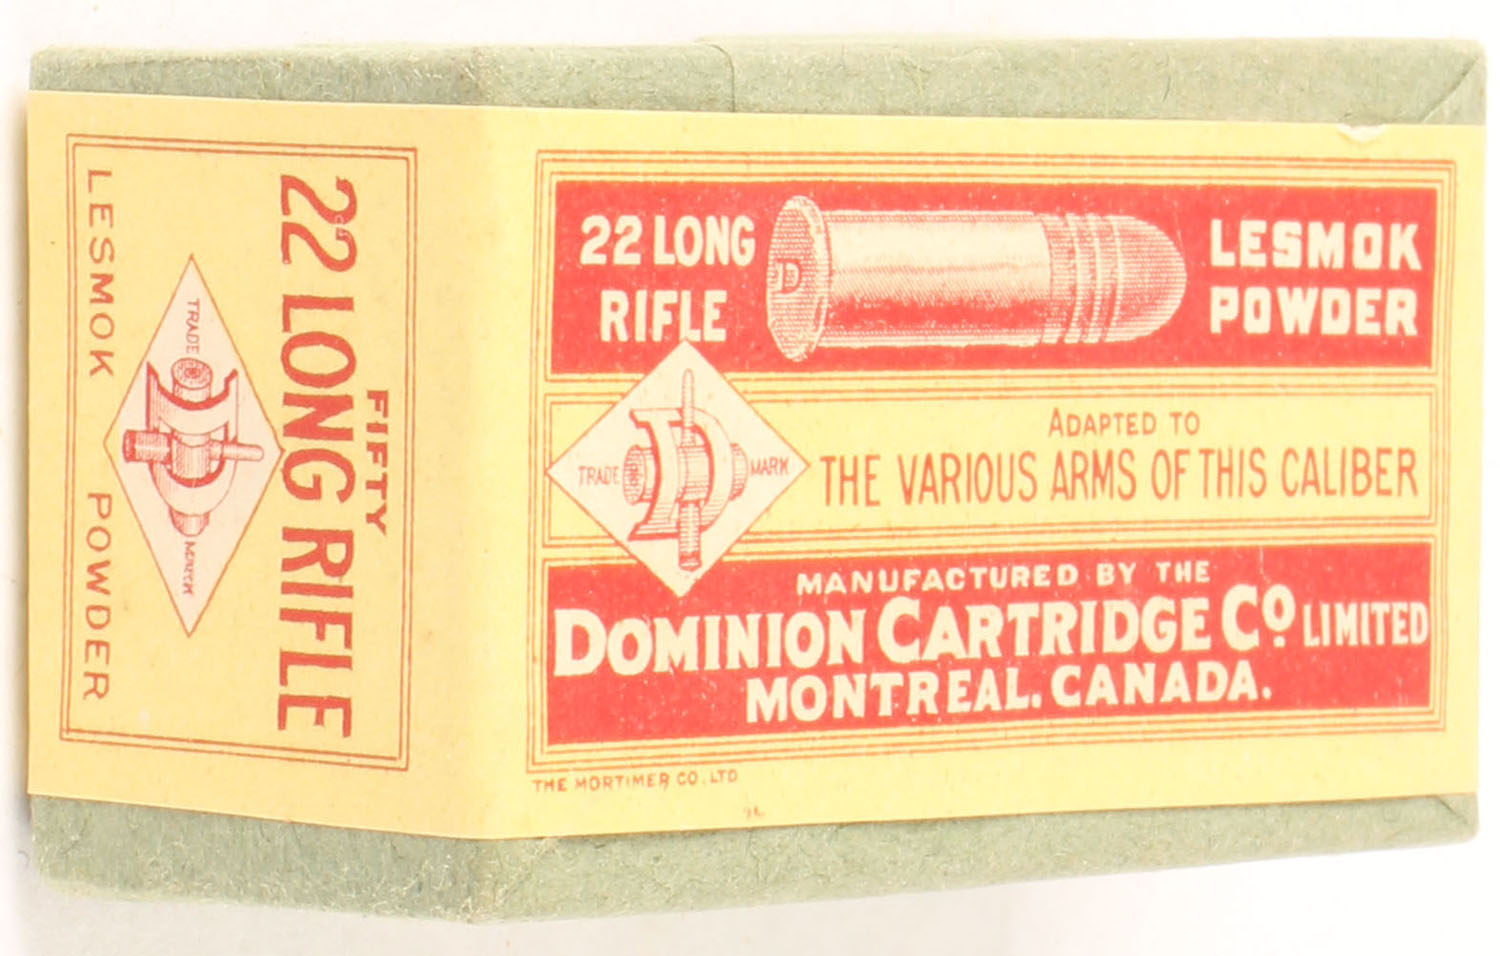 FIFTY
22 LONG RIFLE
TRADE MARK
LESMOK POWDER
22 LONG
RIFLE
D
LESMOK
POWDER
TRADE MARK
D
ADAPTED TO
THE VARIOUS ARMS OF THIS CALIBER
MANUFACTURED BY THE
DOMINION CARTRIDGE CO LIMITED
MONTREAL. CANADA.
THE MORTIMER CO. LTD